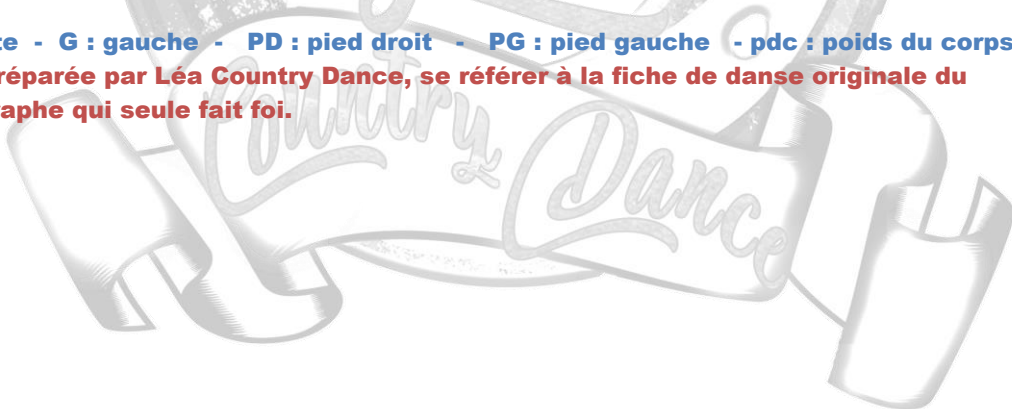 te - G : gauche - PD : pied droit - PG : pied gauche - pdc : poids du corps
réparée par Léa Country Dance, se référer à la fiche de danse originale du
raphe qui seule fait foi.
Country Dance